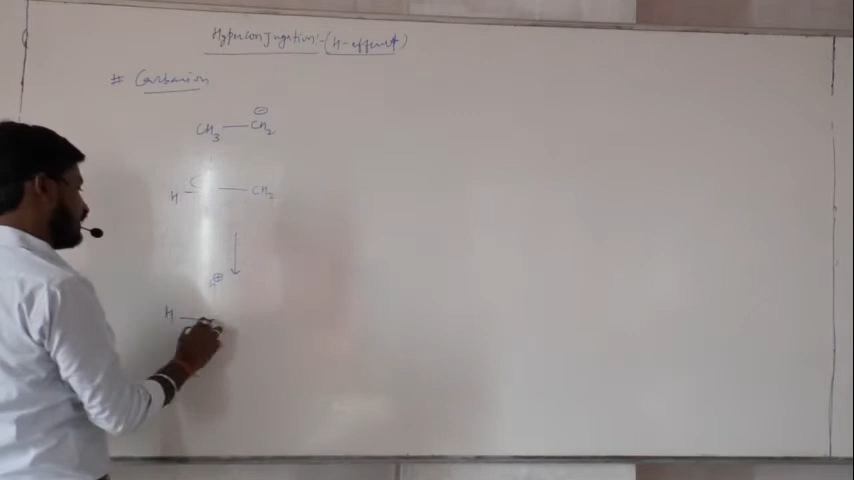 Hyperconjugation:-(H-effect)
# Carbanion
⊖
CH3 — CH2
H — C — CH2
H⊕
H —